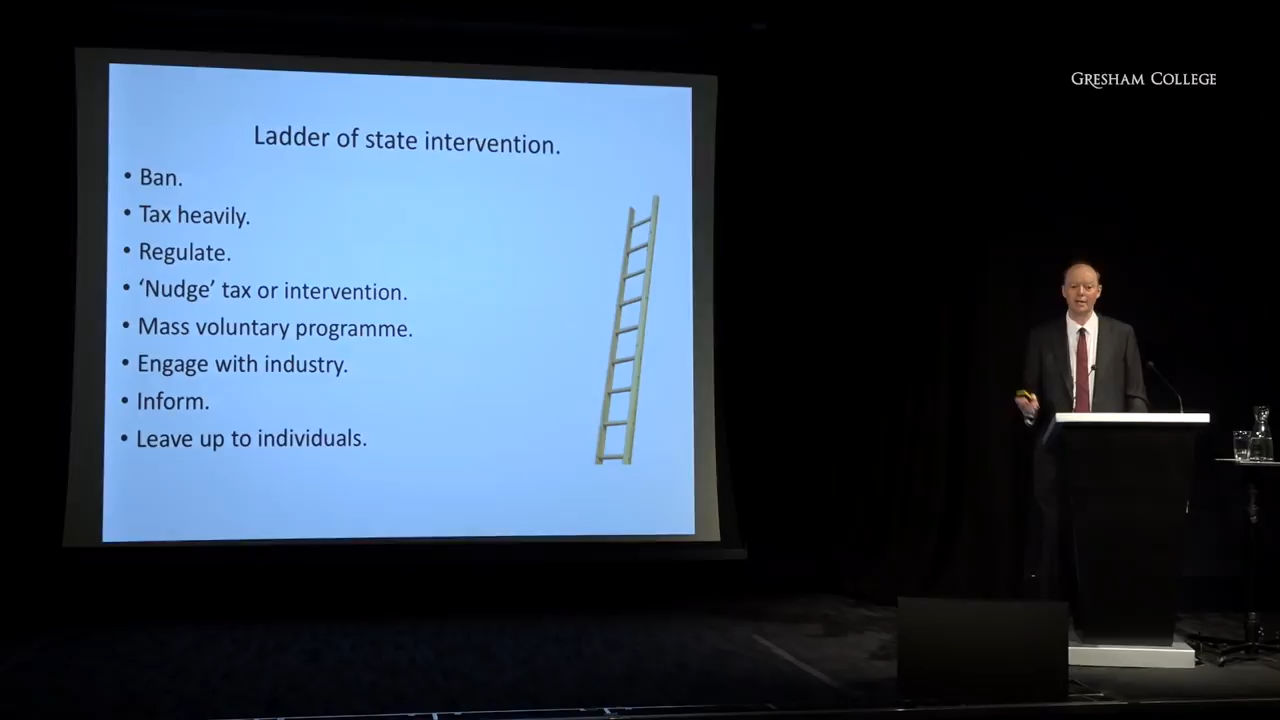 GRESHAM COLLEGE
Ladder of state intervention.
• Ban.
• Tax heavily.
• Regulate.
• ‘Nudge’ tax or intervention.
• Mass voluntary programme.
• Engage with industry.
• Inform.
• Leave up to individuals.